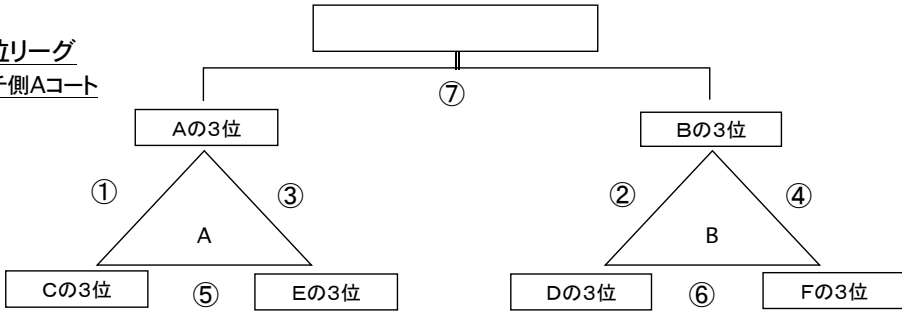 位リーグ
側Aコート
⑦
Aの3位
Bの3位
① ③ ② ④
A B
Cの3位 ⑤ Eの3位 Dの3位 ⑥ Fの3位